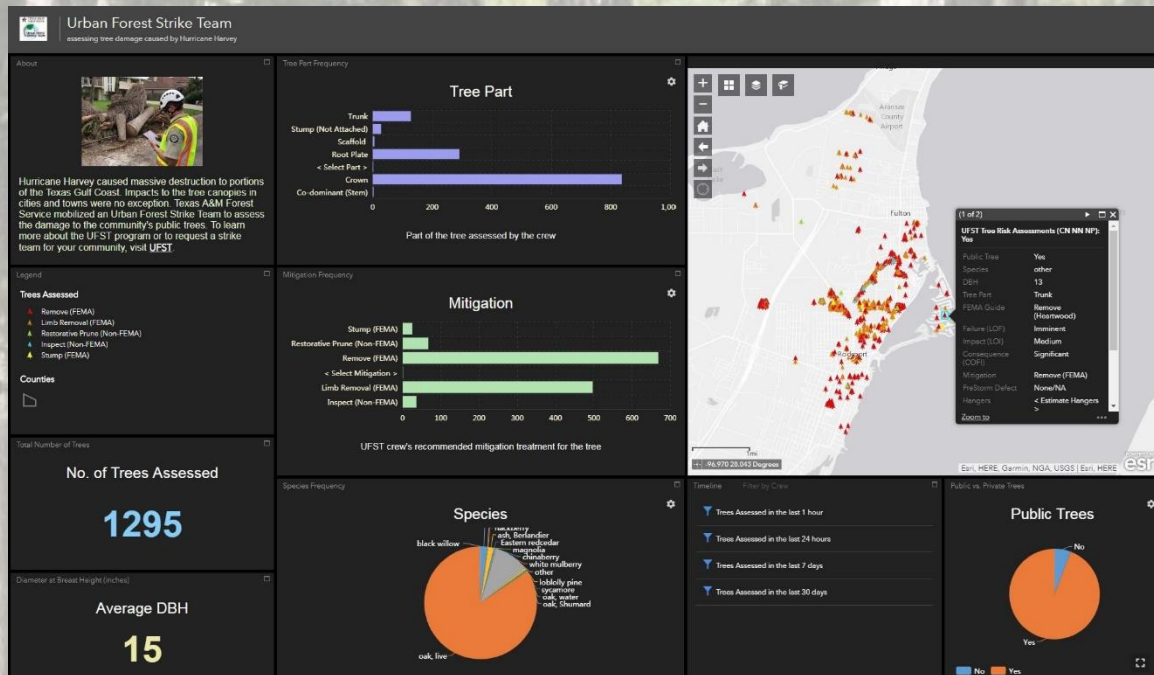 Urban Forest Strike Team
assessing tree damage caused by Hurricane Harvey
About
Hurricane Harvey caused massive destruction to portions
of the Texas Gulf Coast. Impacts to the tree canopies in
cities and towns were no exception. Texas A&M Forest
Service mobilized an Urban Forest Strike Team to assess
the damage to the community's public trees. To learn
more about the UFST program or to request a strike
team for your community, visit UFST.
Legend
Trees Assessed
Remove (FEMA)
Limb Removal (FEMA)
Restorative Prune (Non-FEMA)
Inspect (Non-FEMA)
Stump (FEMA)
Counties
Total Number of Trees
No. of Trees Assessed
1295
Diameter at Breast Height (inches)
Average DBH
15
Tree Part Frequency
Tree Part
Trunk
Stump (Not Attached)
Scaffold
Root Plate
< Select Part >
Crown
Co-dominant (Stem)
0 200 400 600 800 1,00
Part of the tree assessed by the crew
Mitigation Frequency
Mitigation
Stump (FEMA)
Restorative Prune (Non-FEMA)
Remove (FEMA)
< Select Mitigation >
Limb Removal (FEMA)
Inspect (Non-FEMA)
0 100 200 300 400 500 600 700
UFST crew's recommended mitigation treatment for the tree
Species Frequency
Species
hackberry
black willow
ash, Berlandier
Eastern redcedar
magnolia
chinaberry
white mulberry
other
loblolly pine
sycamore
oak, water
oak, Shumard
oak, live
Aransas
County
Airport
Fulton
Rockport
(1 of 2)
UFST Tree Risk Assessments (CN NN NP):
Yes
Public Tree Yes
Species other
DBH 13
Tree Part Trunk
FEMA Guide Remove
(Heartwood)
Failure (LOF) Imminent
Impact (LOI) Medium
Consequence Significant
(COFI)
Mitigation Remove (FEMA)
PreStorm Defect None/NA
Hangers < Estimate Hangers
>
Zoom to
1mi
-96.970 28.043 Degrees
Esri, HERE, Garmin, NGA, USGS | Esri, HERE
esri
Timeline Filter by Crew
Trees Assessed in the last 1 hour
Trees Assessed in the last 24 hours
Trees Assessed in the last 7 days
Trees Assessed in the last 30 days
Public vs. Private Trees
Public Trees
No
Yes
No Yes